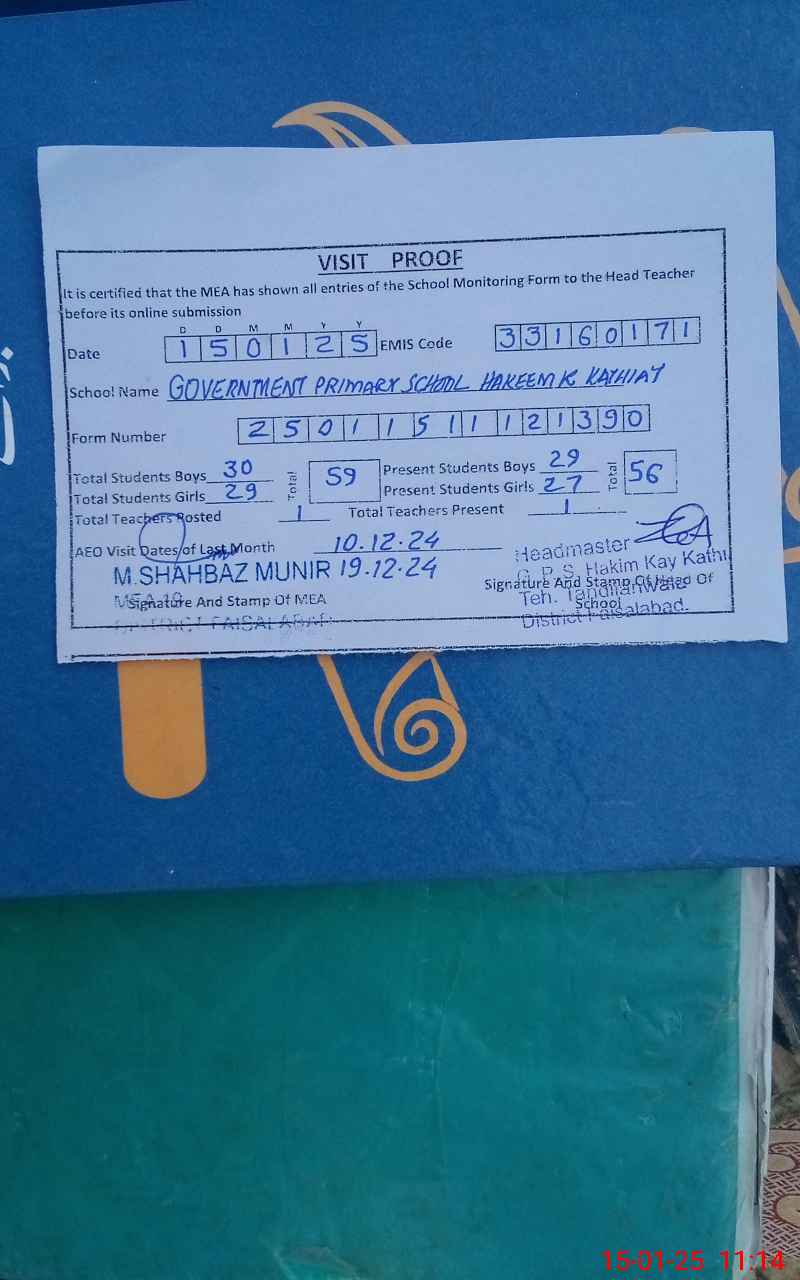 VISIT PROOF
It is certified that the MEA has shown all entries of the School Monitoring Form to the Head Teacher
before its online submission
D D M M Y Y
Date 1 5 0 1 2 5 EMIS Code 3 3 1 6 0 1 7 1
School Name GOVERNMENT PRIMARY SCHOOL HAKEEM K KATHIAY
Form Number 2 5 0 1 1 5 1 1 1 2 1 3 9 0
Total Students Boys 30 Total 59 Present Students Boys 29 Total 56
Total Students Girls 29 Present Students Girls 27
Total Teachers Posted 1 Total Teachers Present 1
AEO Visit Dates of Last Month 10.12.24
M.SHAHBAZ MUNIR 19.12.24
Signature And Stamp Of MEA
DISTRICT FAISALABAD.
Headmaster
G.P.S. Hakim Kay Kathi
Signature And Stamp Of Head Of
School
Teh. Tandlianwala
District Faisalabad.
15-01-25 11:14